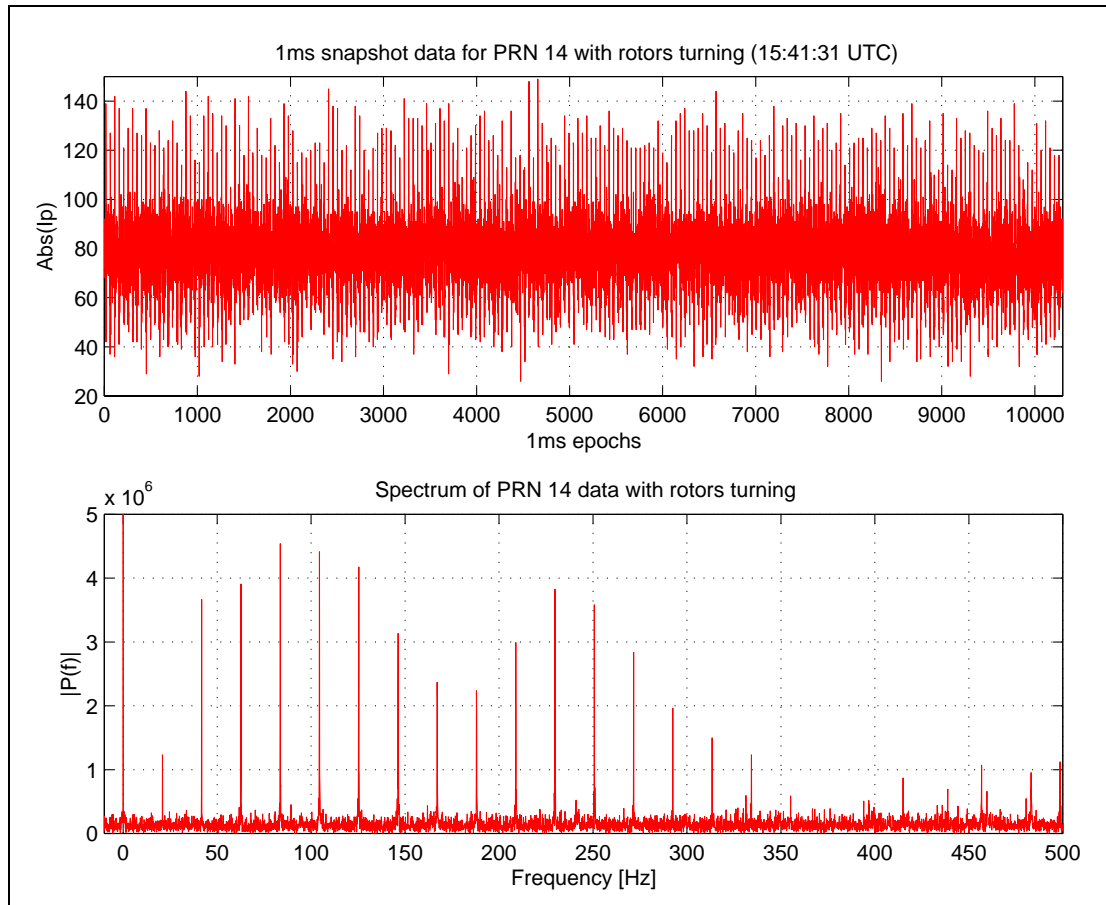 1ms snapshot data for PRN 14 with rotors turning (15:41:31 UTC)
140
120
100
80
60
40
20
Abs(Ip)
0 1000 2000 3000 4000 5000 6000 7000 8000 9000 10000
1ms epochs
Spectrum of PRN 14 data with rotors turning
x 10^6
5
4
3
2
1
0
|P(f)|
0 50 100 150 200 250 300 350 400 450 500
Frequency [Hz]